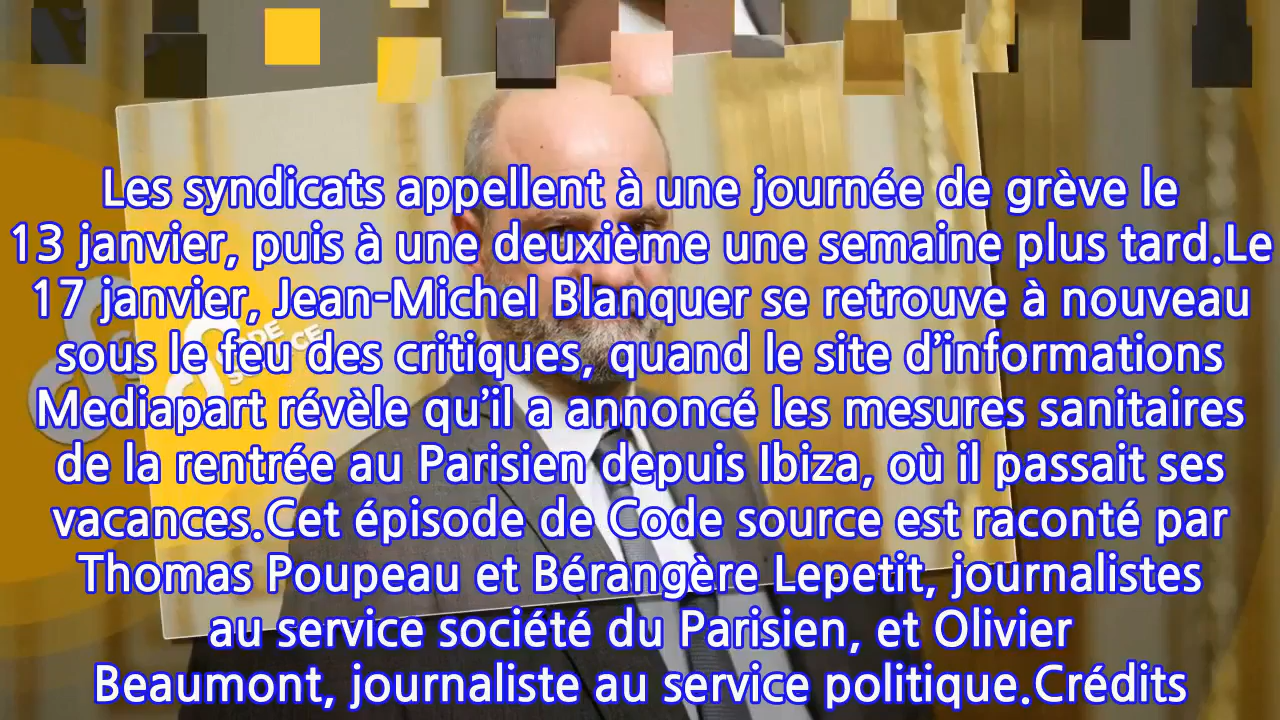 Les syndicats appellent à une journée de grève le
13 janvier, puis à une deuxième une semaine plus tard.Le
17 janvier, Jean-Michel Blanquer se retrouve à nouveau
sous le feu des critiques, quand le site d’informations
Mediapart révèle qu’il a annoncé les mesures sanitaires
de la rentrée au Parisien depuis Ibiza, où il passait ses
vacances.Cet épisode de Code source est raconté par
Thomas Poupeau et Bérangère Lepetit, journalistes
au service société du Parisien, et Olivier
Beaumont, journaliste au service politique.Crédits